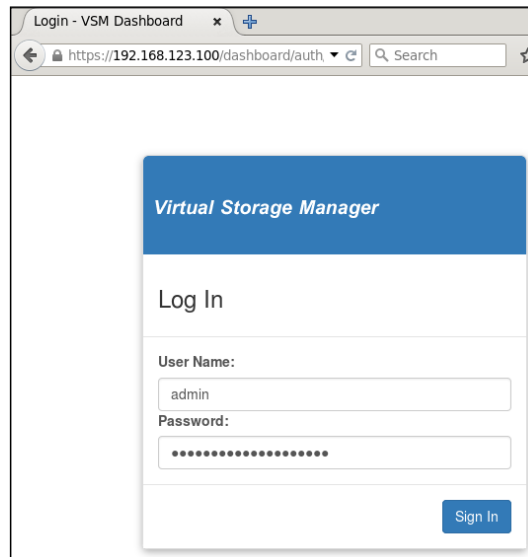 Login - VSM Dashboard
https://192.168.123.100/dashboard/auth
Search
Virtual Storage Manager
Log In
User Name:
admin
Password:
••••••••••••••••••••
Sign In